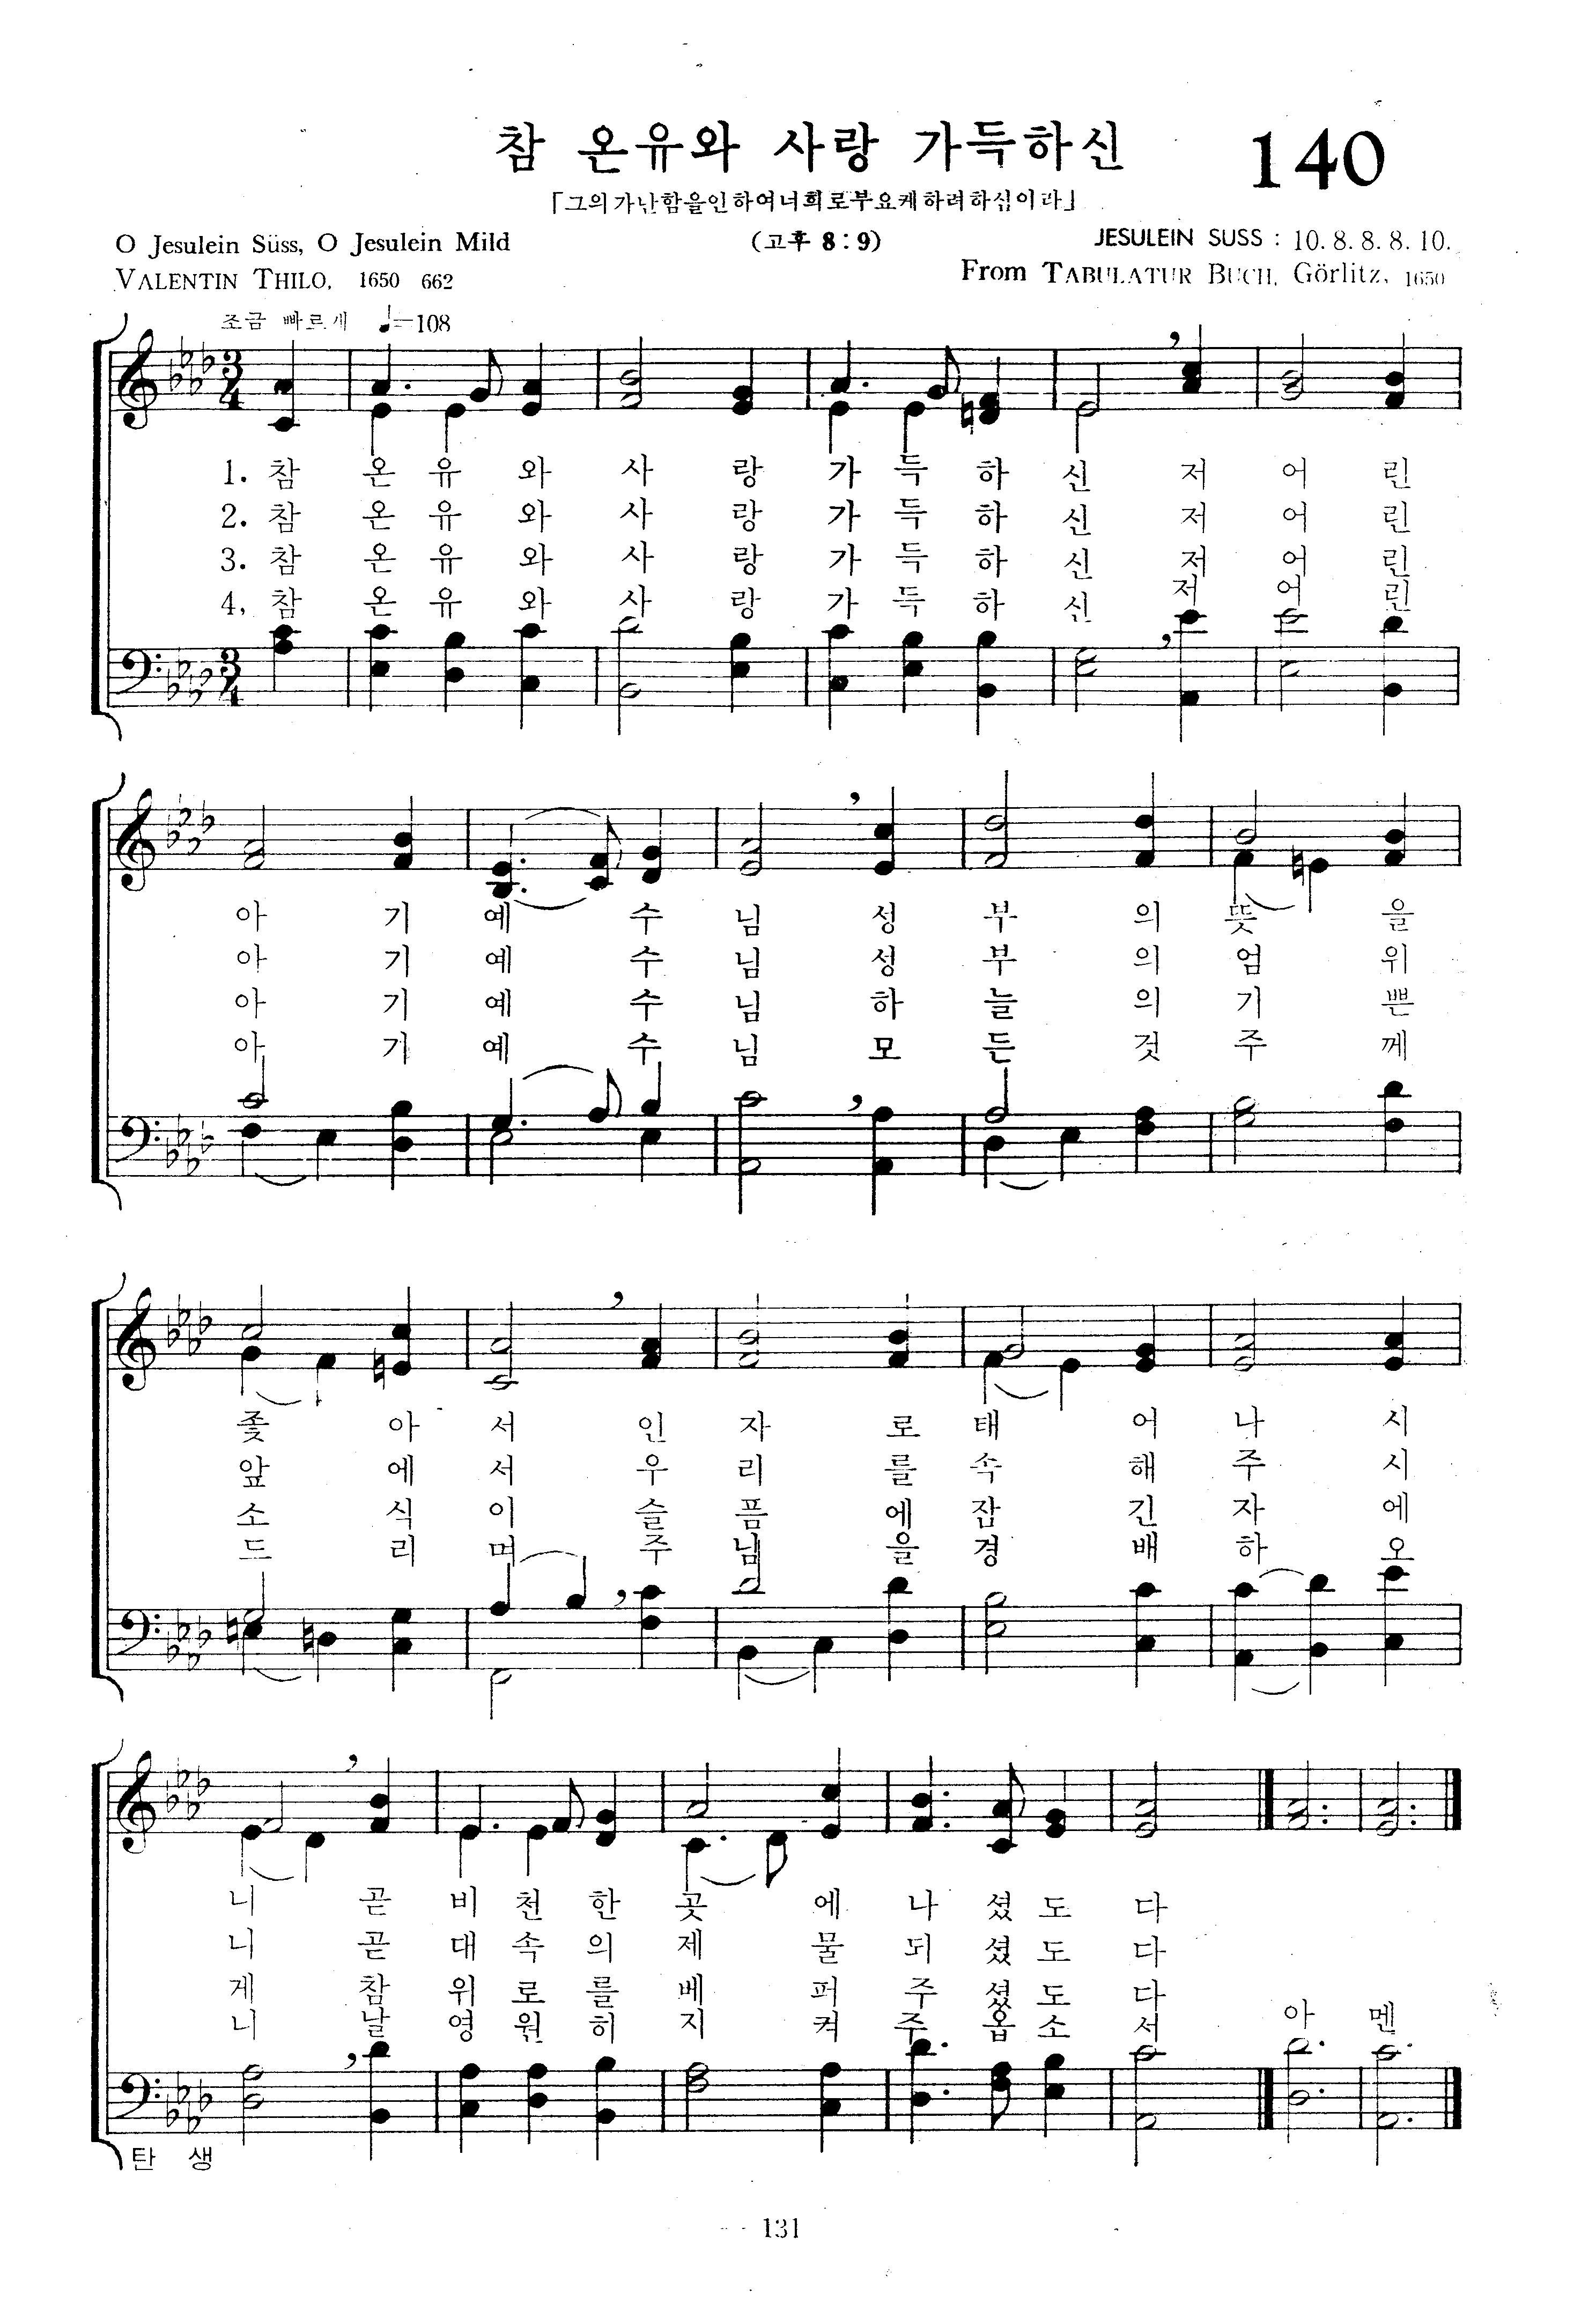 참 온유와 사랑 가득하신 140
「그의가난함을인하여너희로부요케하려하심이라」
O Jesulein Süss, O Jesulein Mild (고후 8:9) JESULEIN SUSS : 10. 8. 8. 8. 10.
VALENTIN THILO, 1650 662 From TABULATUR BUCH, Görlitz, 1650
조금 빠르게 ♩=108
3/4
1. 참 온 유 와 사 랑 가 득 하 신 저 어 린
2. 참 온 유 와 사 랑 가 득 하 신 저 어 린
3. 참 온 유 와 사 랑 가 득 하 신 저 어 린
4. 참 온 유 와 사 랑 가 득 하 신 저 어 린
3/4
아 기 예 수 님 성 부 의 뜻 을
아 기 예 수 님 성 부 의 엄 위
아 기 예 수 님 하 늘 의 기 쁜
아 기 예 수 님 모 든 것 주 께
좇 아 서 인 자 로 태 어 나 시
앞 에 서 우 리 를 속 해 주 시
소 식 이 슬 픔 에 잠 긴 자 에
드 리 며 주 님 을 경 배 하 오
니 곧 비 천 한 곳 에 나 셨 도 다
니 곧 대 속 의 제 물 되 셨 도 다
게 참 위 로 를 베 퍼 주 셨 도 다
니 날 영 원 히 지 켜 주 옵 소 서 아 멘
탄 생
131